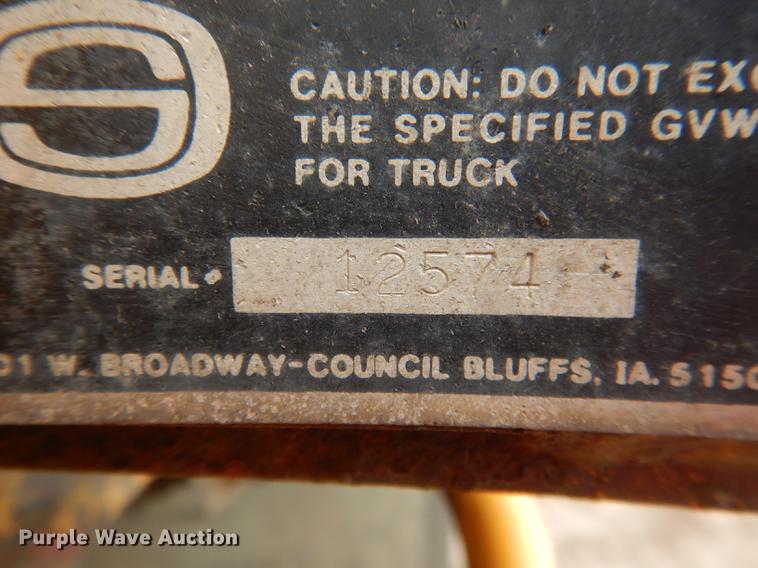 CAUTION: DO NOT EXC
THE SPECIFIED GVW
FOR TRUCK
SERIAL 12574
01 W. BROADWAY-COUNCIL BLUFFS, IA. 5150
Purple Wave Auction